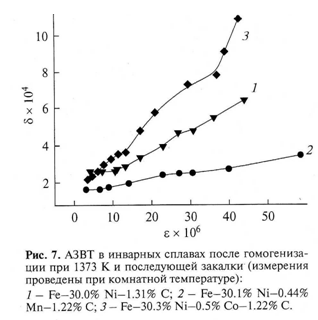 δ × 10⁴
10
8
6
4
2
3
1
2
0
10
20
30
40
50
60
ε × 10⁶
Рис. 7. АЗВТ в инварных сплавах после гомогениза-
ции при 1373 K и последующей закалки (измерения
проведены при комнатной температуре):
1 – Fe–30.0% Ni–1.31% C; 2 – Fe–30.1% Ni–0.44%
Mn–1.22% C; 3 – Fe–30.3% Ni–0.5% Co–1.22% C.